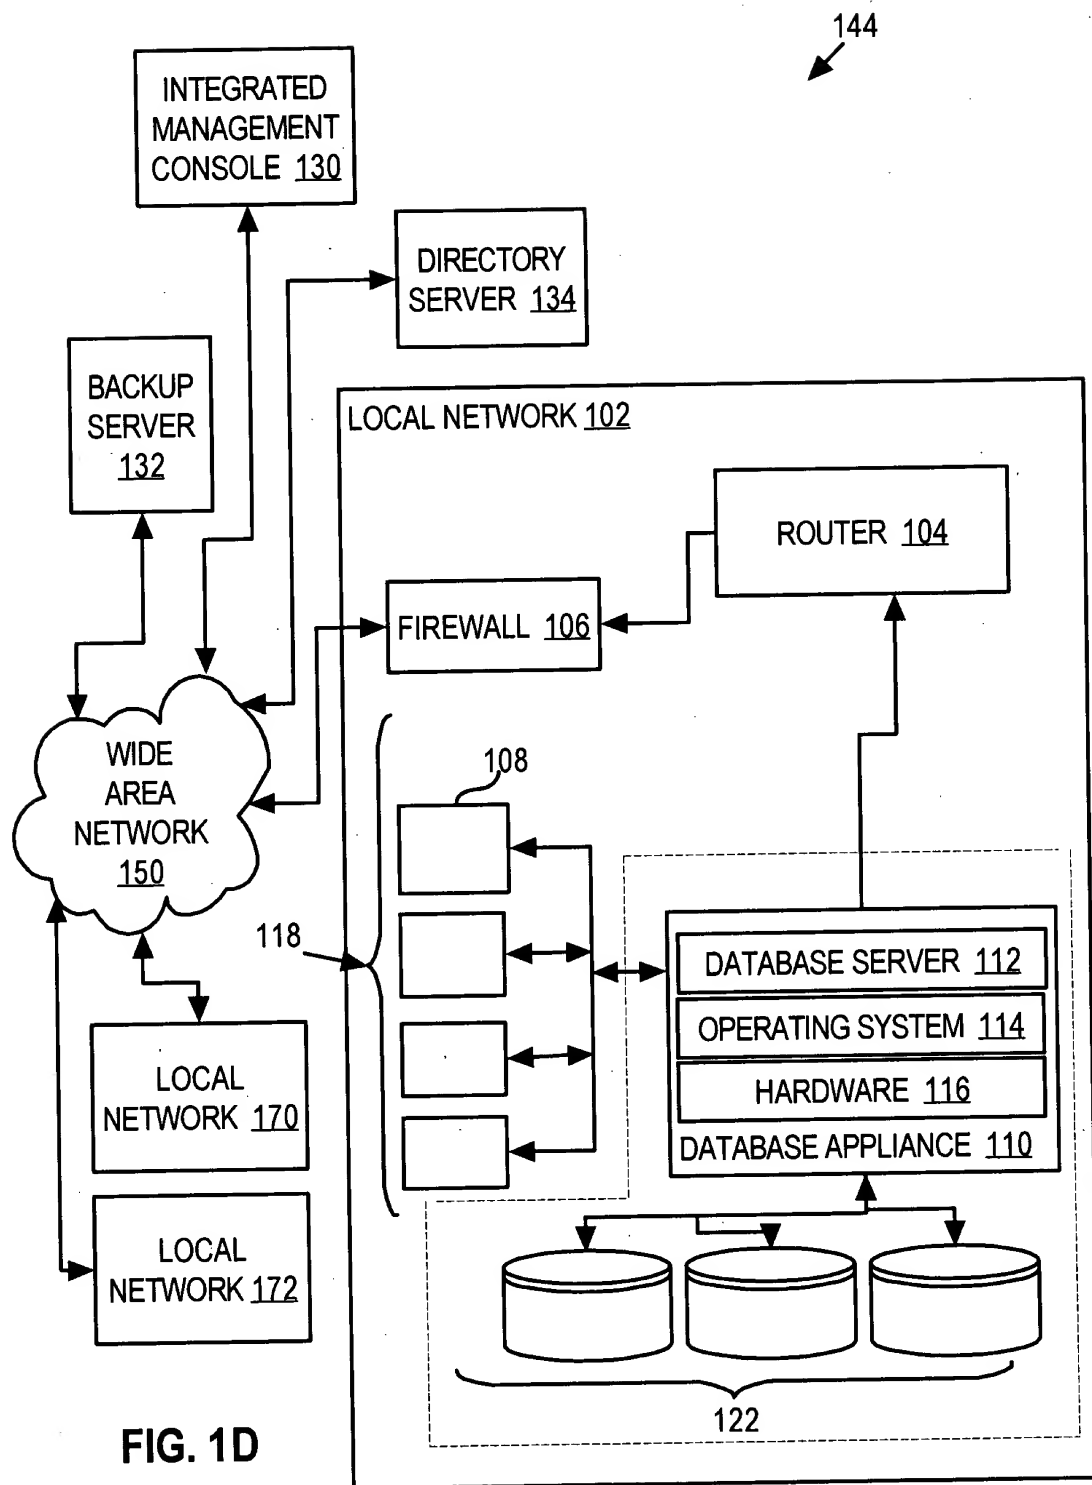 144
INTEGRATED
MANAGEMENT
CONSOLE 130
DIRECTORY
SERVER 134
BACKUP
SERVER
132
LOCAL NETWORK 102
ROUTER 104
FIREWALL 106
WIDE
AREA
NETWORK
150
108
118
DATABASE SERVER 112
OPERATING SYSTEM 114
HARDWARE 116
DATABASE APPLIANCE 110
LOCAL
NETWORK 170
LOCAL
NETWORK 172
122
FIG. 1D